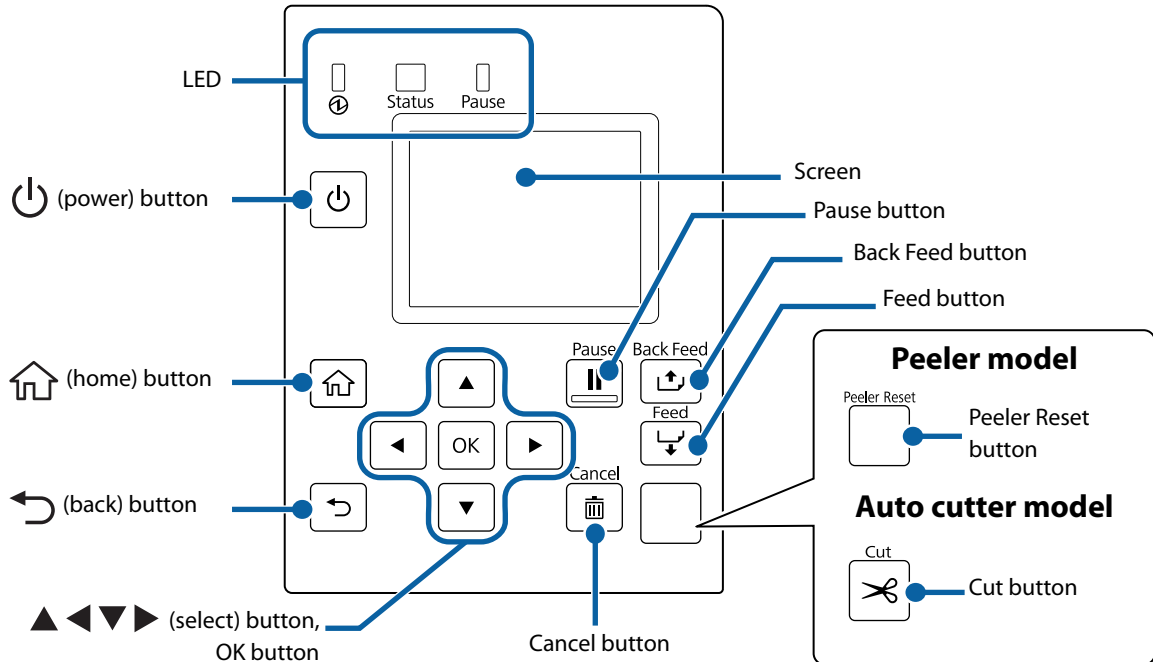 LED
Status
Pause
(power) button
Screen
Pause button
Back Feed button
Feed button
(home) button
Pause
Back Feed
Feed
OK
Cancel
(back) button
▲ ◀ ▼ ▶ (select) button,
OK button
Cancel button
Peeler model
Peeler Reset
Peeler Reset
button
Auto cutter model
Cut
Cut button